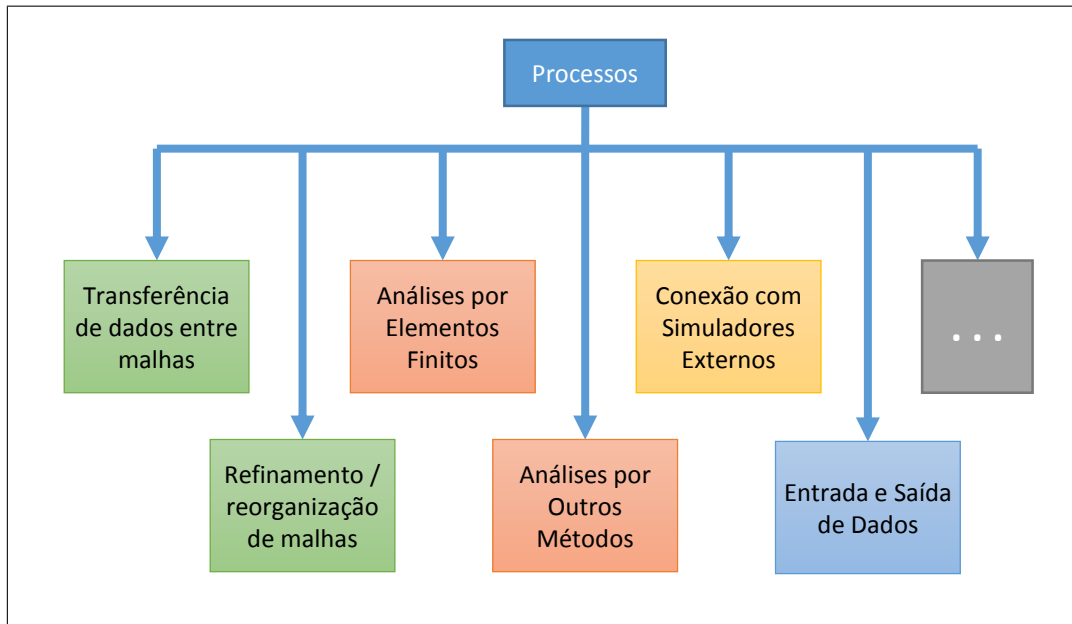 Processos
Transferência
de dados entre
malhas
Análises por
Elementos
Finitos
Conexão com
Simuladores
Externos
. . .
Refinamento /
reorganização
de malhas
Análises por
Outros
Métodos
Entrada e Saída
de Dados